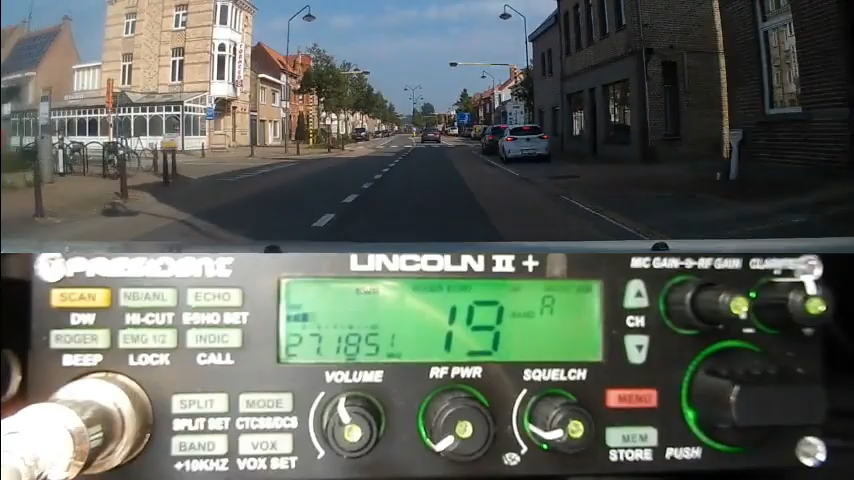 PRESIDENT
LINCOLN II +
MIC GAIN-S-RF GAIN
CLARIFIER
SCAN
NB/ANL
ECHO
DW
HI-CUT
ECHO SET
ROGER
EMG 1/2
INDIC
BEEP
LOCK
CALL
19
A
27.185
CH
VOLUME
RF PWR
SQUELCH
SPLIT
MODE
SPLIT SET
CTCSS/DCS
BAND
VOX
+10KHZ
VOX SET
MENU
MEM
STORE
PUSH